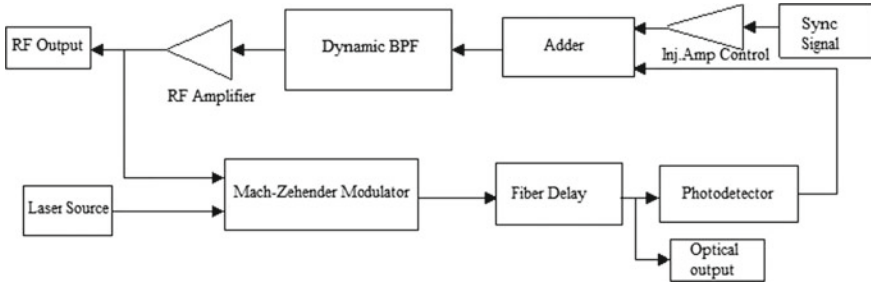 RF Output
RF Amplifier
Dynamic BPF
Adder
Inj.Amp Control
Sync
Signal
Laser Source
Mach-Zehender Modulator
Fiber Delay
Photodetector
Optical
output